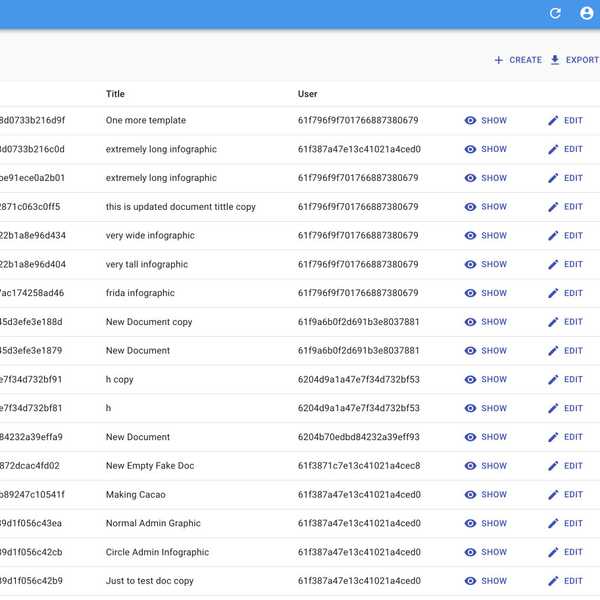 CREATE EXPORT
Title User
8d0733b216d9f One more template 61f796f9f701766887380679 SHOW EDIT
8d0733b216c0d extremely long infographic 61f387a47e13c41021a4ced0 SHOW EDIT
be91ece0a2b01 extremely long infographic 61f796f9f701766887380679 SHOW EDIT
2871c063c0ff5 this is updated document tittle copy 61f796f9f701766887380679 SHOW EDIT
22b1a8e96d434 very wide infographic 61f796f9f701766887380679 SHOW EDIT
22b1a8e96d404 very tall infographic 61f796f9f701766887380679 SHOW EDIT
7ac174258ad46 frida infographic 61f796f9f701766887380679 SHOW EDIT
45d3efe3e188d New Document copy 61f9a6b0f2d691b3e8037881 SHOW EDIT
45d3efe3e1879 New Document 61f9a6b0f2d691b3e8037881 SHOW EDIT
e7f34d732bf91 h copy 6204d9a1a47e7f34d732bf53 SHOW EDIT
e7f34d732bf81 h 6204d9a1a47e7f34d732bf53 SHOW EDIT
84232a39effa9 New Document 6204b70edbd84232a39eff93 SHOW EDIT
872dcac4fd02 New Empty Fake Doc 61f3871c7e13c41021a4cec8 SHOW EDIT
b89247c10541f Making Cacao 61f387a47e13c41021a4ced0 SHOW EDIT
39d1f056c43ea Normal Admin Graphic 61f387a47e13c41021a4ced0 SHOW EDIT
39d1f056c42cb Circle Admin Infographic 61f387a47e13c41021a4ced0 SHOW EDIT
39d1f056c42b9 Just to test doc copy 61f387a47e13c41021a4ced0 SHOW EDIT